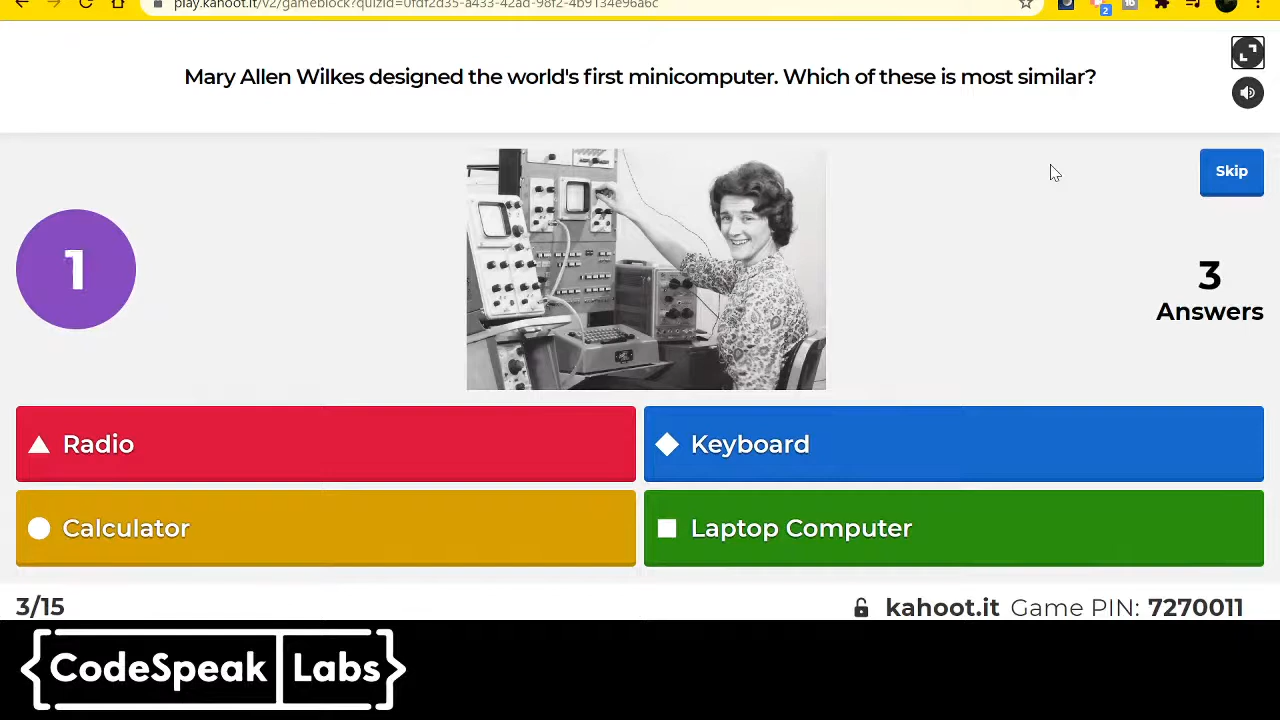 play.kahoot.it/v2/gameblock?quizId=0fdf2d35-a433-42ad-98f2-4b9134e96a6c
2
16
Mary Allen Wilkes designed the world's first minicomputer. Which of these is most similar?
Skip
1
3
Answers
Radio
Keyboard
Calculator
Laptop Computer
3/15
kahoot.it Game PIN: 7270011
{CodeSpeak|Labs}